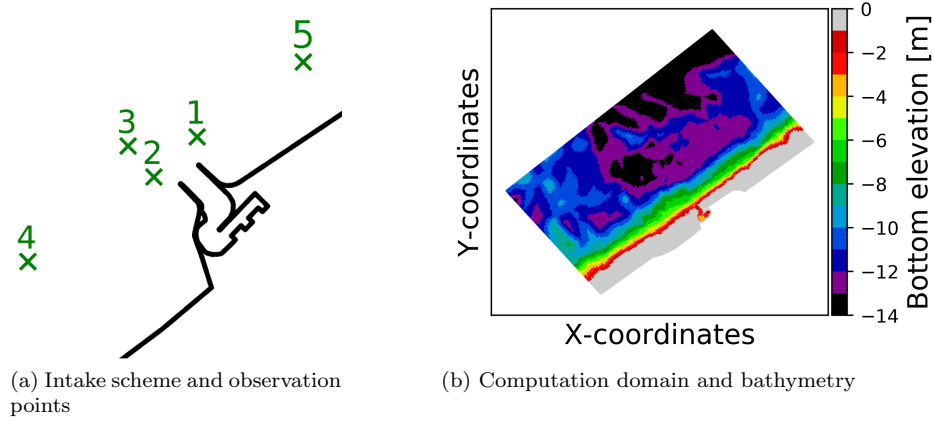 5
1
3
2
4
(a) Intake scheme and observation
points
Y-coordinates
X-coordinates
0
−2
−4
−6
−8
−10
−12
−14
Bottom elevation [m]
(b) Computation domain and bathymetry